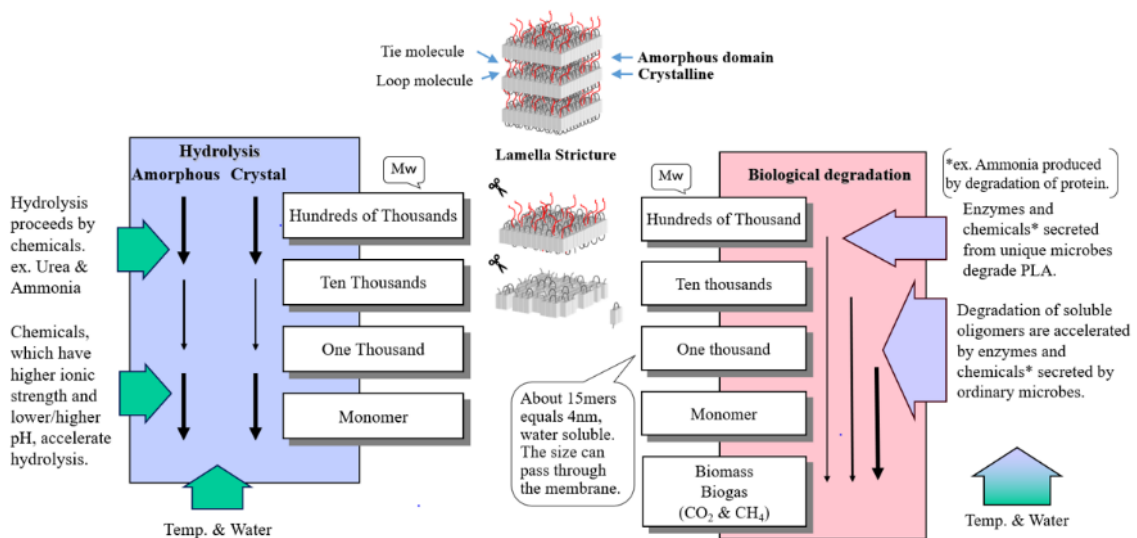 Tie molecule
Loop molecule
Amorphous domain
Crystalline
Lamella Stricture
Hydrolysis
Amorphous Crystal
Mw
Hundreds of Thousands
Ten Thousands
One Thousand
Monomer
Hydrolysis
proceeds by
chemicals.
ex. Urea &
Ammonia
Chemicals,
which have
higher ionic
strength and
lower/higher
pH, accelerate
hydrolysis.
Temp. & Water
Mw
Biological degradation
Hundreds of Thousand
Ten thousands
One thousand
Monomer
Biomass
Biogas
(CO₂ & CH₄)
About 15mers
equals 4nm,
water soluble.
The size can
pass through
the membrane.
*ex. Ammonia produced
by degradation of protein.
Enzymes and
chemicals* secreted
from unique microbes
degrade PLA.
Degradation of soluble
oligomers are accelerated
by enzymes and
chemicals* secreted by
ordinary microbes.
Temp. & Water